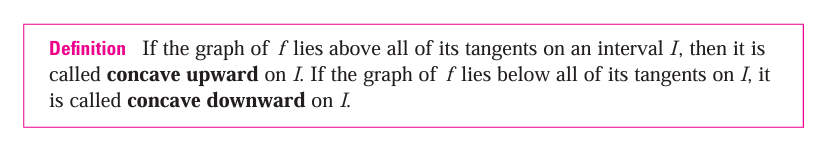 Definition If the graph of f lies above all of its tangents on an interval I, then it is
called concave upward on I. If the graph of f lies below all of its tangents on I, it
is called concave downward on I.